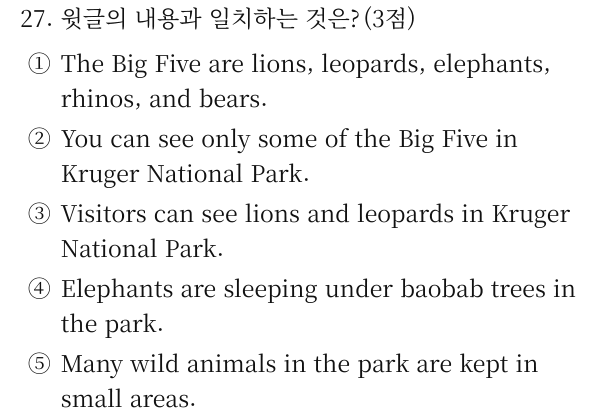 27. 윗글의 내용과 일치하는 것은?(3점)
① The Big Five are lions, leopards, elephants,
rhinos, and bears.
② You can see only some of the Big Five in
Kruger National Park.
③ Visitors can see lions and leopards in Kruger
National Park.
④ Elephants are sleeping under baobab trees in
the park.
⑤ Many wild animals in the park are kept in
small areas.